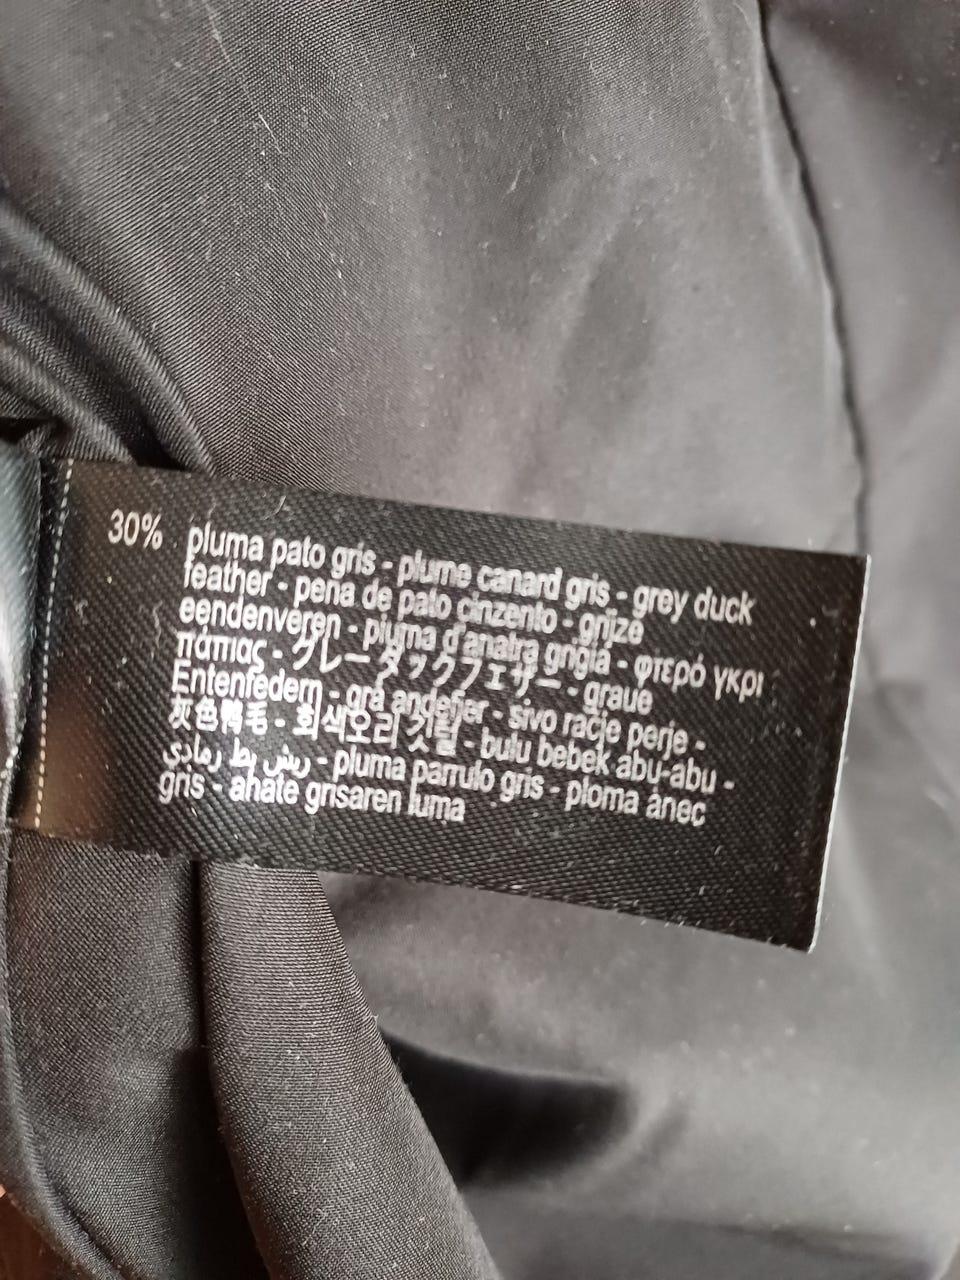 30% pluma pato gris - plume canard gris - grey duck
feather - pena de pato cinzento - grijze
eendenveren - piuma d'anatra grigia - φτερό γκρι
πάπιας - グレーダックフェザー - graue
Entenfedern - grå andefjer - sivo račje perje -
灰色鸭毛 - 회색오리 깃털 - bulu bebek abu-abu -
ريش بط رمادي - pluma parrulo gris - ploma ànec
gris - ahate grisaren luma